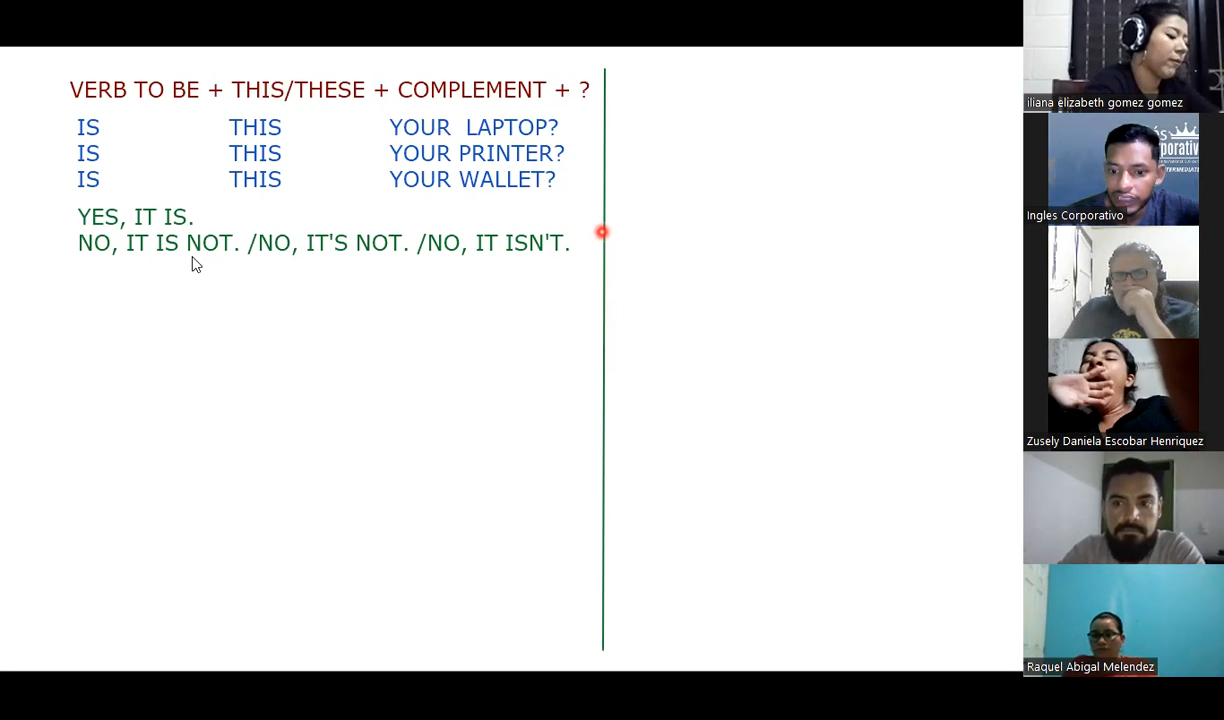 VERB TO BE + THIS/THESE + COMPLEMENT + ?
IS THIS YOUR LAPTOP?
IS THIS YOUR PRINTER?
IS THIS YOUR WALLET?
YES, IT IS.
NO, IT IS NOT. /NO, IT'S NOT. /NO, IT ISN'T.
iliana elizabeth gomez gomez
Ingles Corporativo
Zusely Daniela Escobar Henriquez
Raquel Abigal Melendez